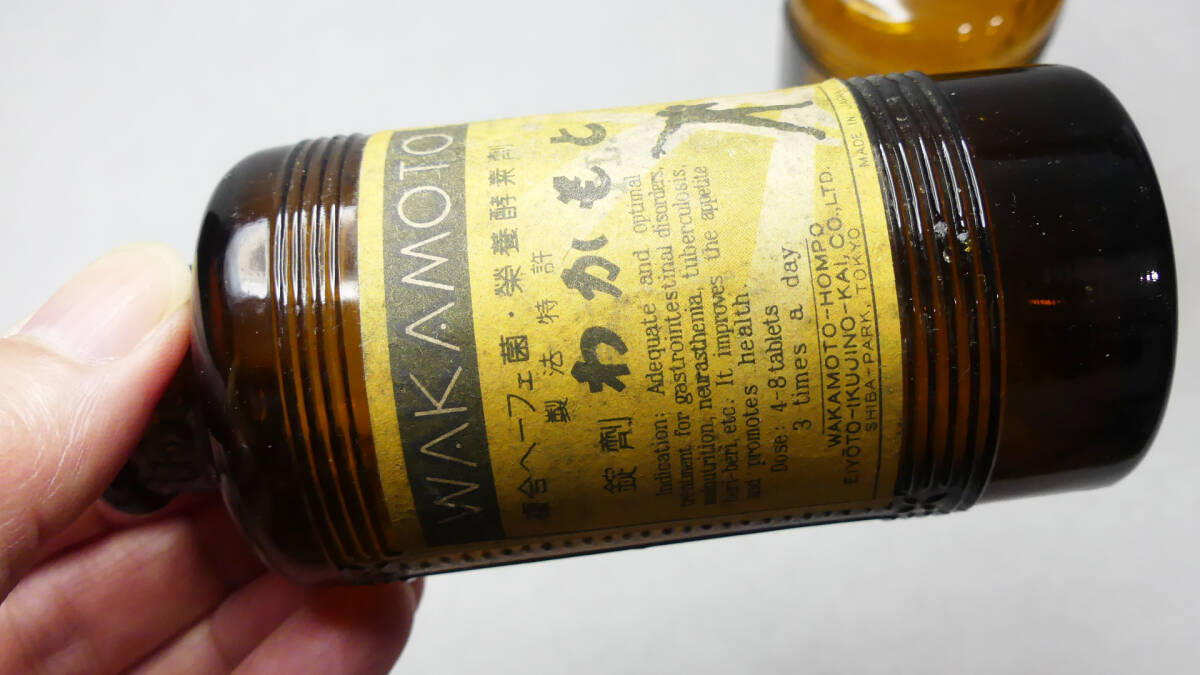 WAKAMOTO
複合ヘーフェ菌・榮養酵素劑
製法特許
錠劑 わかもと
Indication: Adequate and optimal
treatment for gastrointestinal disorders,
malnutrition, neurasthenia, tuberculosis,
beri-beri, etc. It improves the appetite
and promotes health.
Dose: 4-8 tablets
3 times a day
WAKAMOTO-HOMPO
EIYŌTO-IKUJINO-KAI, CO., LTD.
SHIBA-PARK, TOKYO
MADE IN JAPAN